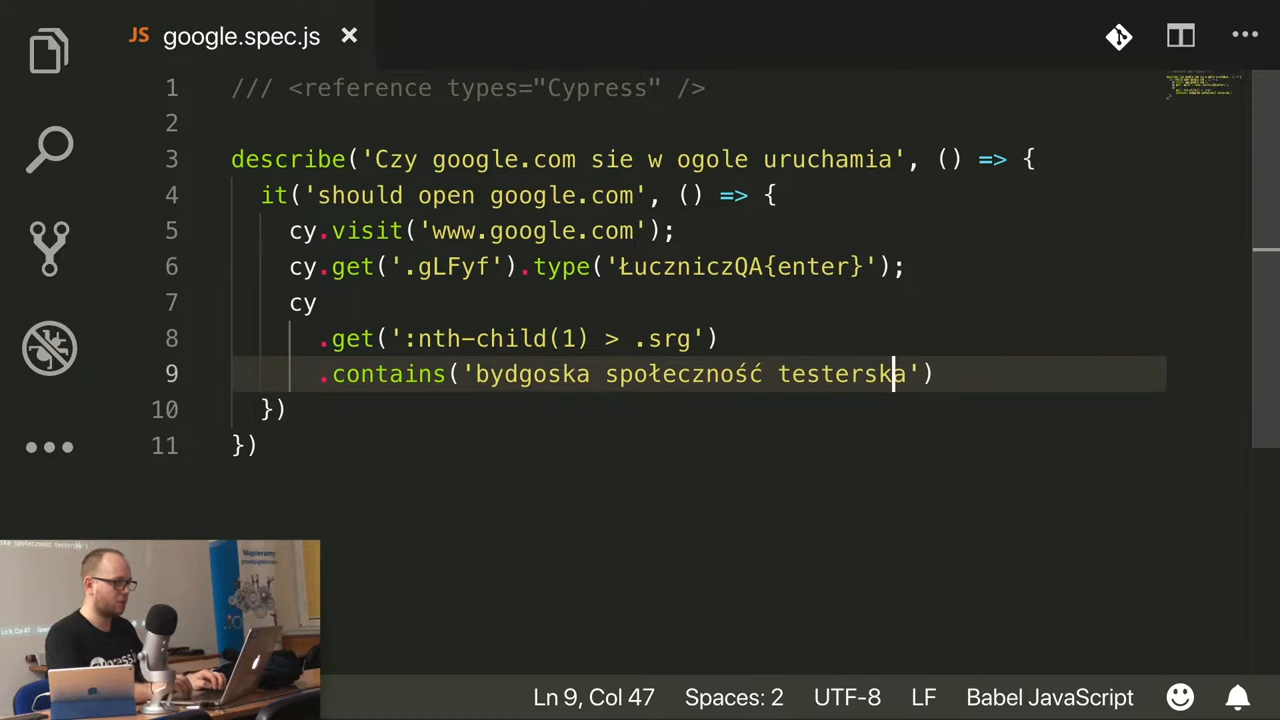 JS google.spec.js ×
1 /// <reference types="Cypress" />
2
3 describe('Czy google.com sie w ogole uruchamia', () => {
4 it('should open google.com', () => {
5 cy.visit('www.google.com');
6 cy.get('.gLFyf').type('ŁuczniczQA{enter}');
7 cy
8 .get(':nth-child(1) > .srg')
9 .contains('bydgoska społeczność testerska')
10 })
11 })
Wspieramy
Ln 9, Col 47 Spaces: 2 UTF-8 LF Babel JavaScript